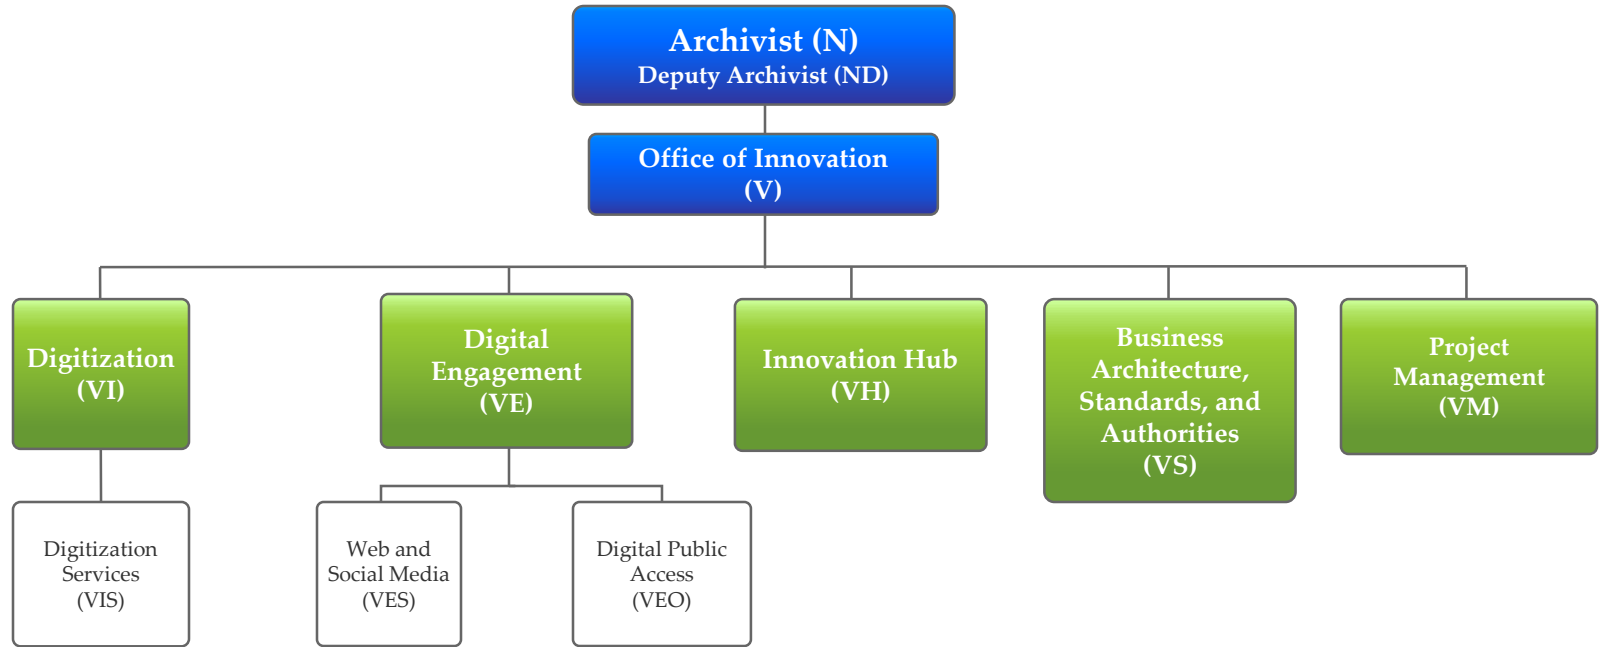 Archivist (N)
Deputy Archivist (ND)
Office of Innovation
(V)
Digitization
(VI)
Digital
Engagement
(VE)
Innovation Hub
(VH)
Business
Architecture,
Standards, and
Authorities
(VS)
Project
Management
(VM)
Digitization
Services
(VIS)
Web and
Social Media
(VES)
Digital Public
Access
(VEO)